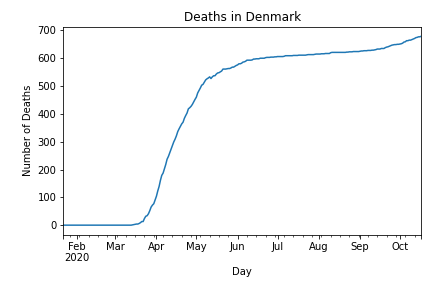 Deaths in Denmark
Number of Deaths
700
600
500
400
300
200
100
0
Feb Mar Apr May Jun Jul Aug Sep Oct
2020
Day